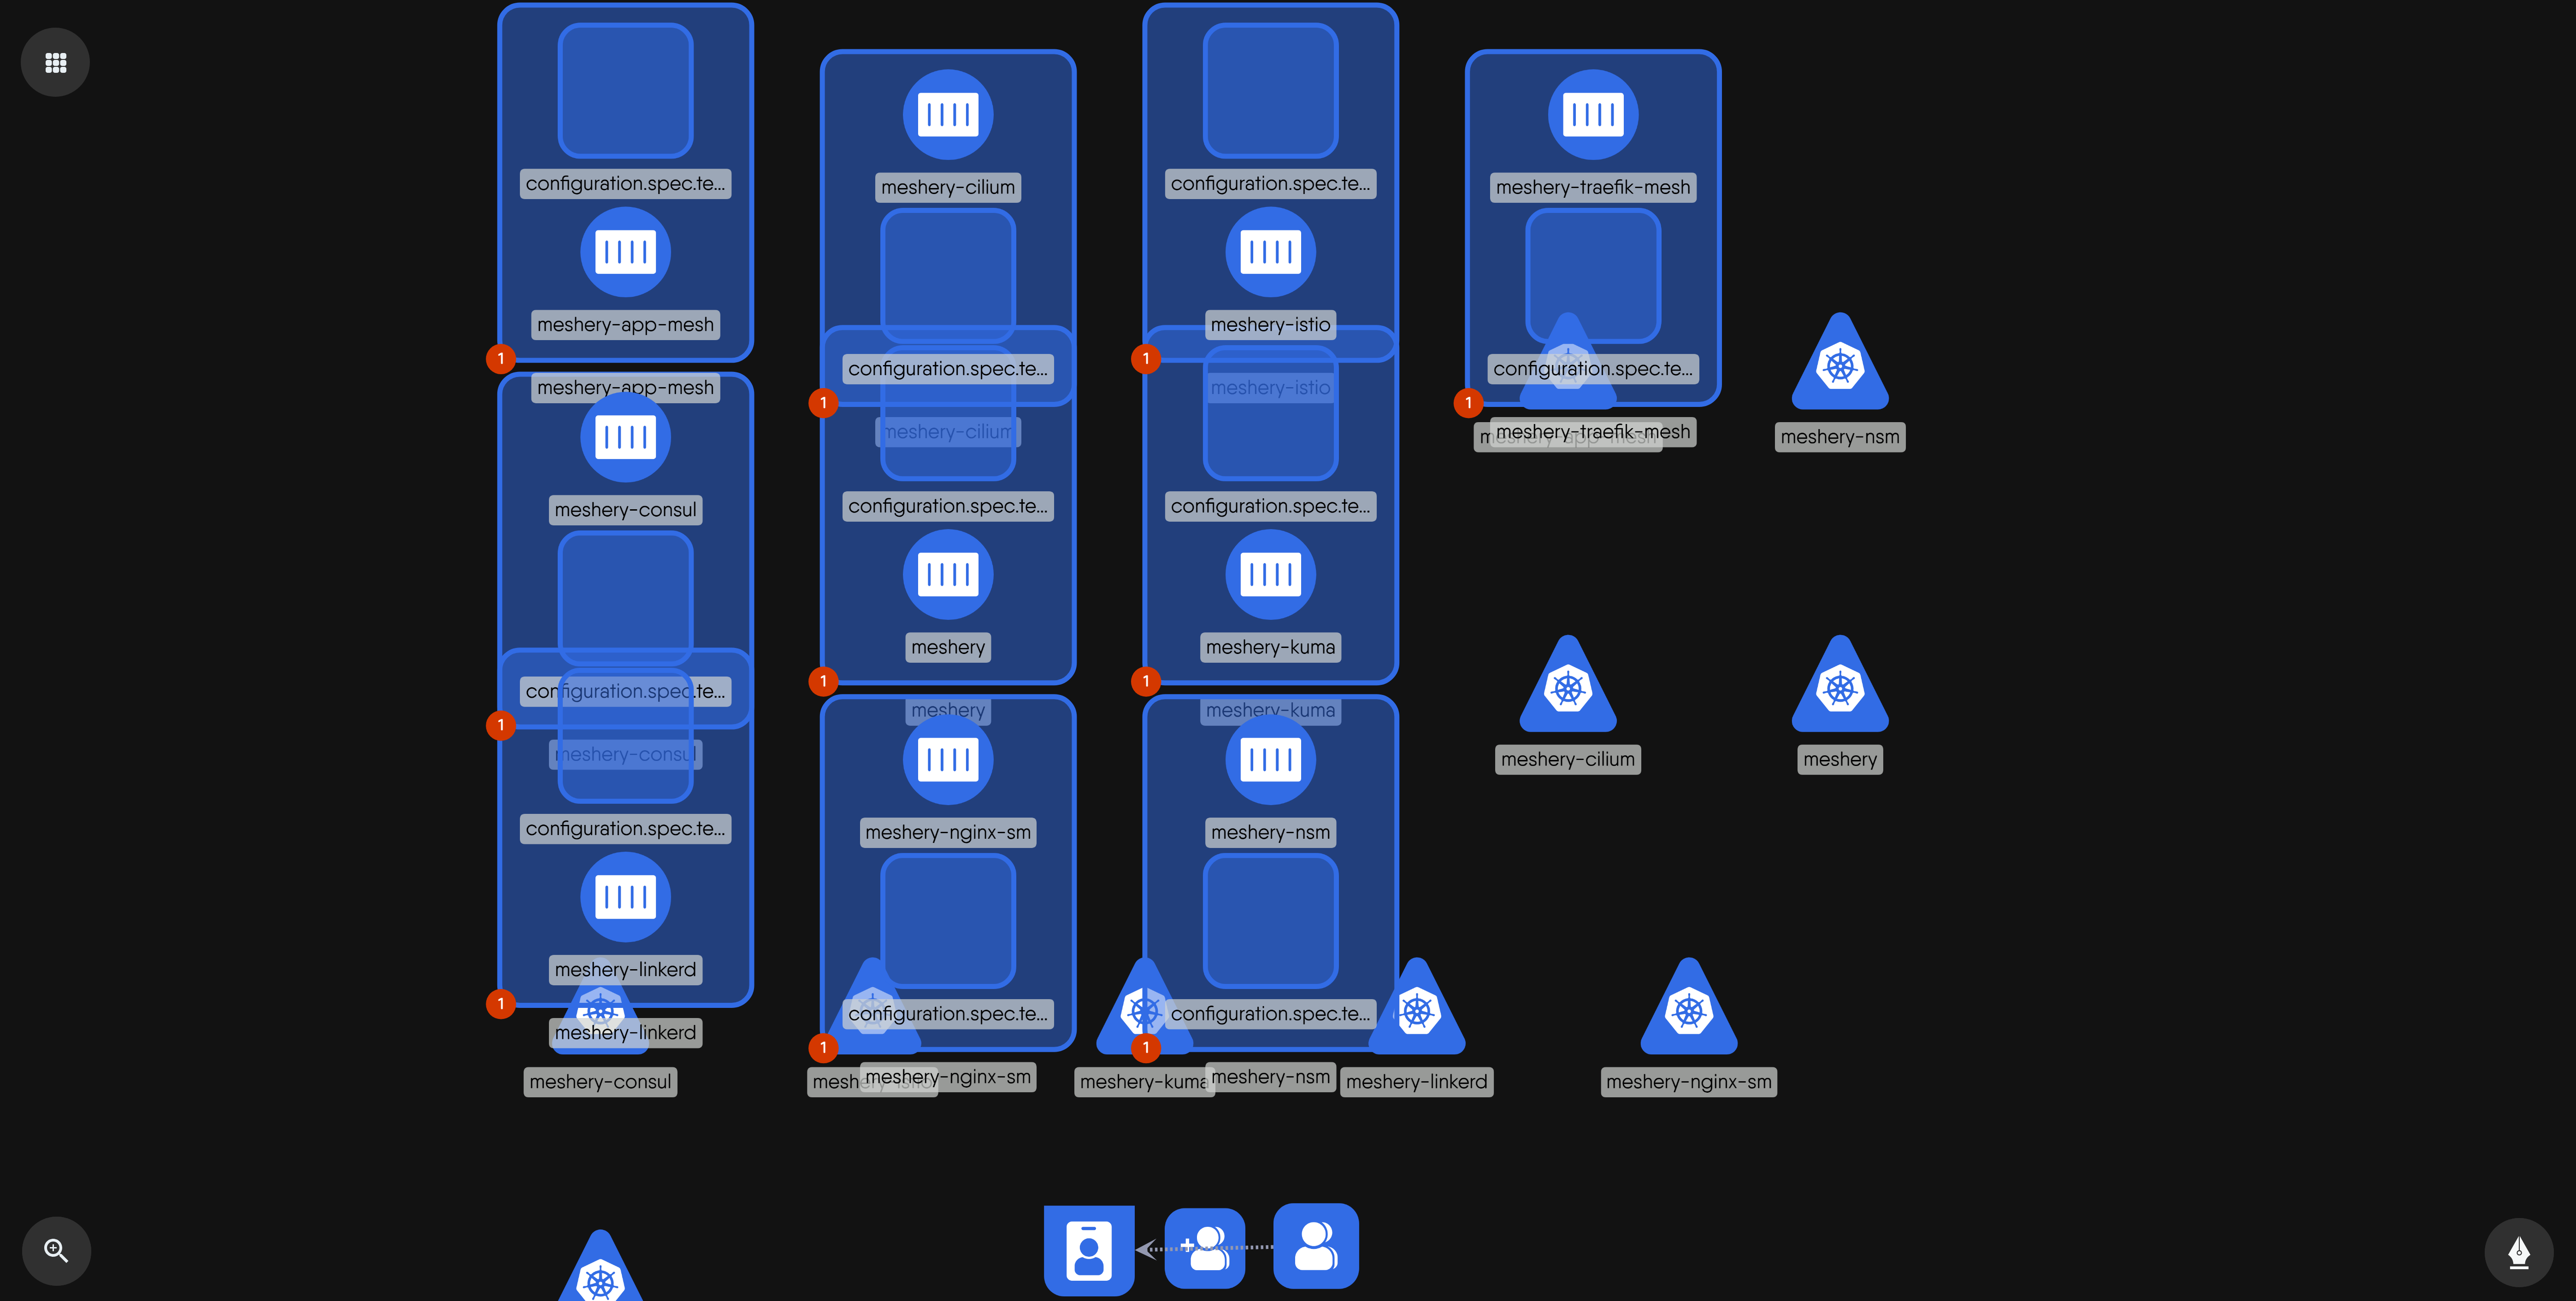 configuration.spec.te...
meshery-app-mesh
1
meshery-app-mesh
meshery-consul
configuration.spec.te...
1
meshery-consul
configuration.spec.te...
meshery-linkerd
1
meshery-linkerd
meshery-consul
meshery-cilium
configuration.spec.te...
1
meshery-cilium
configuration.spec.te...
meshery
1
meshery
meshery-nginx-sm
configuration.spec.te...
1
meshery-istio
meshery-nginx-sm
configuration.spec.te...
meshery-istio
1
meshery-istio
configuration.spec.te...
meshery-kuma
1
meshery-kuma
meshery-nsm
configuration.spec.te...
1
meshery-kuma
meshery-nsm
meshery-linkerd
meshery-traefik-mesh
configuration.spec.te...
1
meshery-app-mesh
meshery-traefik-mesh
meshery-nsm
meshery-cilium
meshery
meshery-nginx-sm